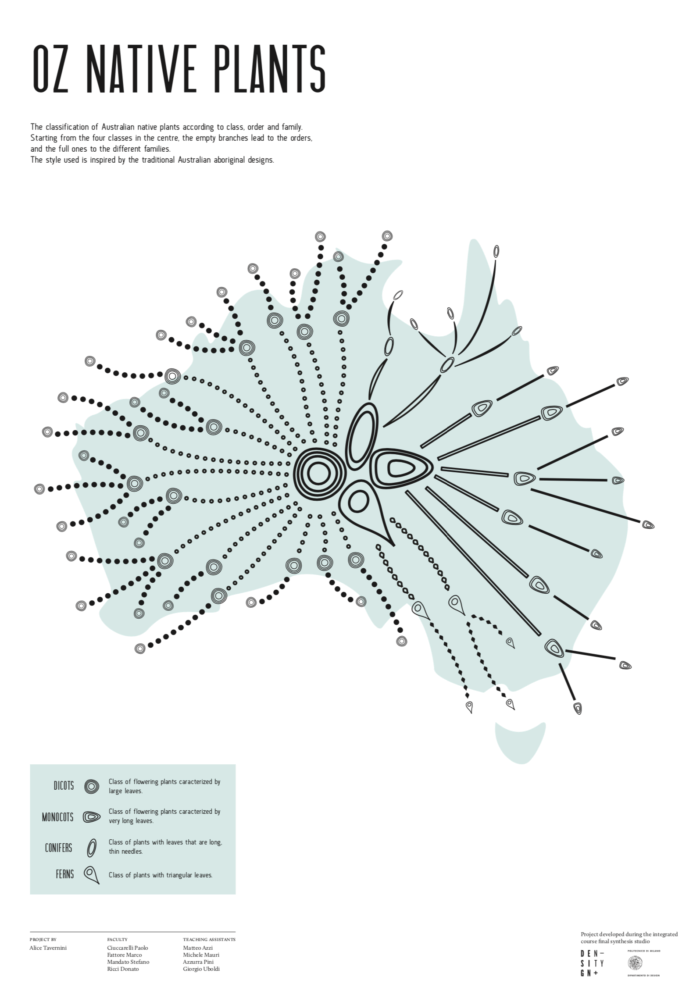 OZ NATIVE PLANTS
The classification of Australian native plants according to class, order and family.
Starting from the four classes in the centre, the empty branches lead to the orders,
and the full ones to the different families.
The style used is inspired by the traditional Australian aboriginal designs.
DICOTS
Class of flowering plants caracterized by
large leaves.
MONOCOTS
Class of flowering plants caracterized by
very long leaves.
CONIFERS
Class of plants with leaves that are long,
thin needles.
FERNS
Class of plants with triangular leaves.
PROJECT BY
Alice Tavernini
FACULTY
Ciuccarelli Paolo
Fattore Marco
Mandato Stefano
Ricci Donato
TEACHING ASSISTANTS
Matteo Azzi
Michele Mauri
Azzurra Pini
Giorgio Uboldi
Project developed during the integrated
course final synthesis studio
DEN-
SITY
GN+